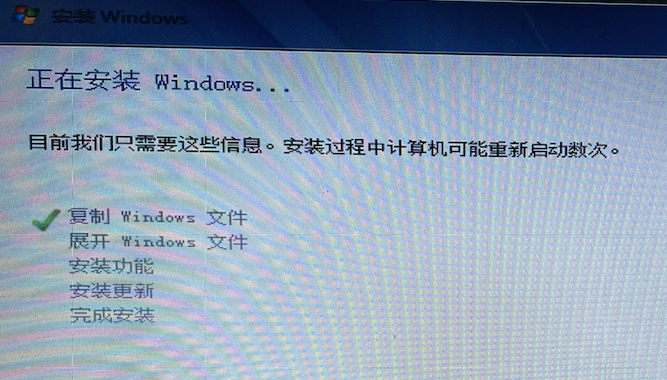 安装 Windows
正在安装 Windows...
目前我们只需要这些信息。安装过程中计算机可能重新启动数次。
复制 Windows 文件
展开 Windows 文件
安装功能
安装更新
完成安装